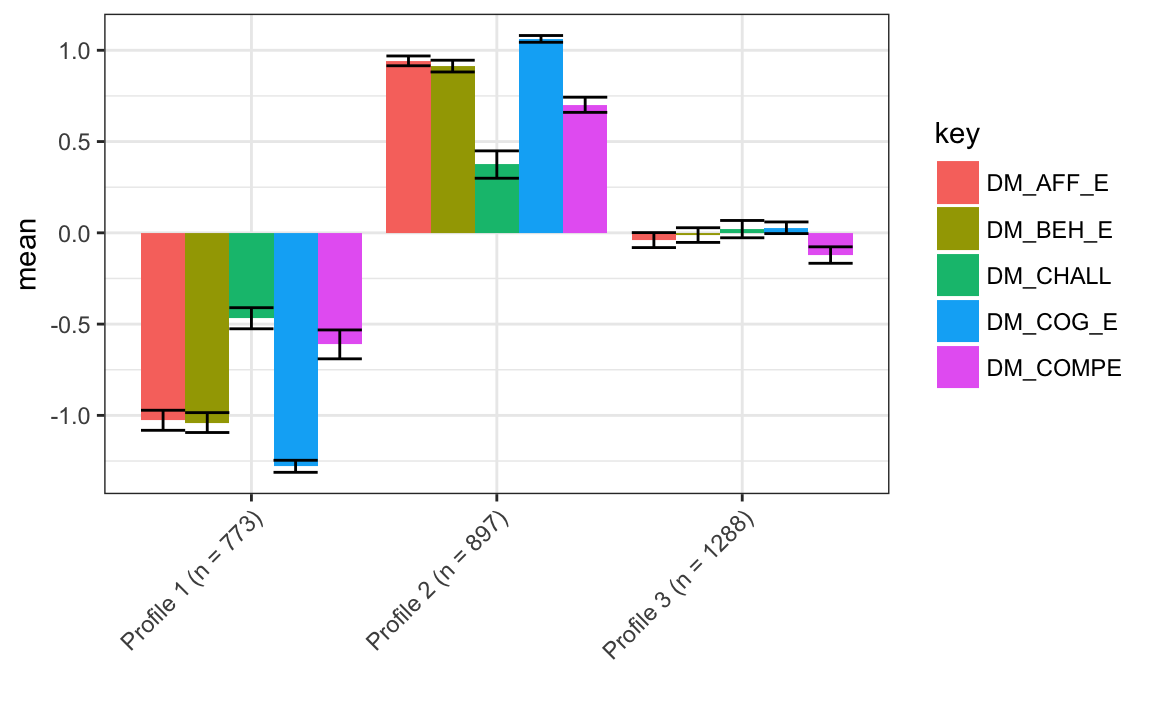 1.0
0.5
0.0
-0.5
-1.0
mean
Profile 1 (n = 773)
Profile 2 (n = 897)
Profile 3 (n = 1288)
key
DM_AFF_E
DM_BEH_E
DM_CHALL
DM_COG_E
DM_COMPE